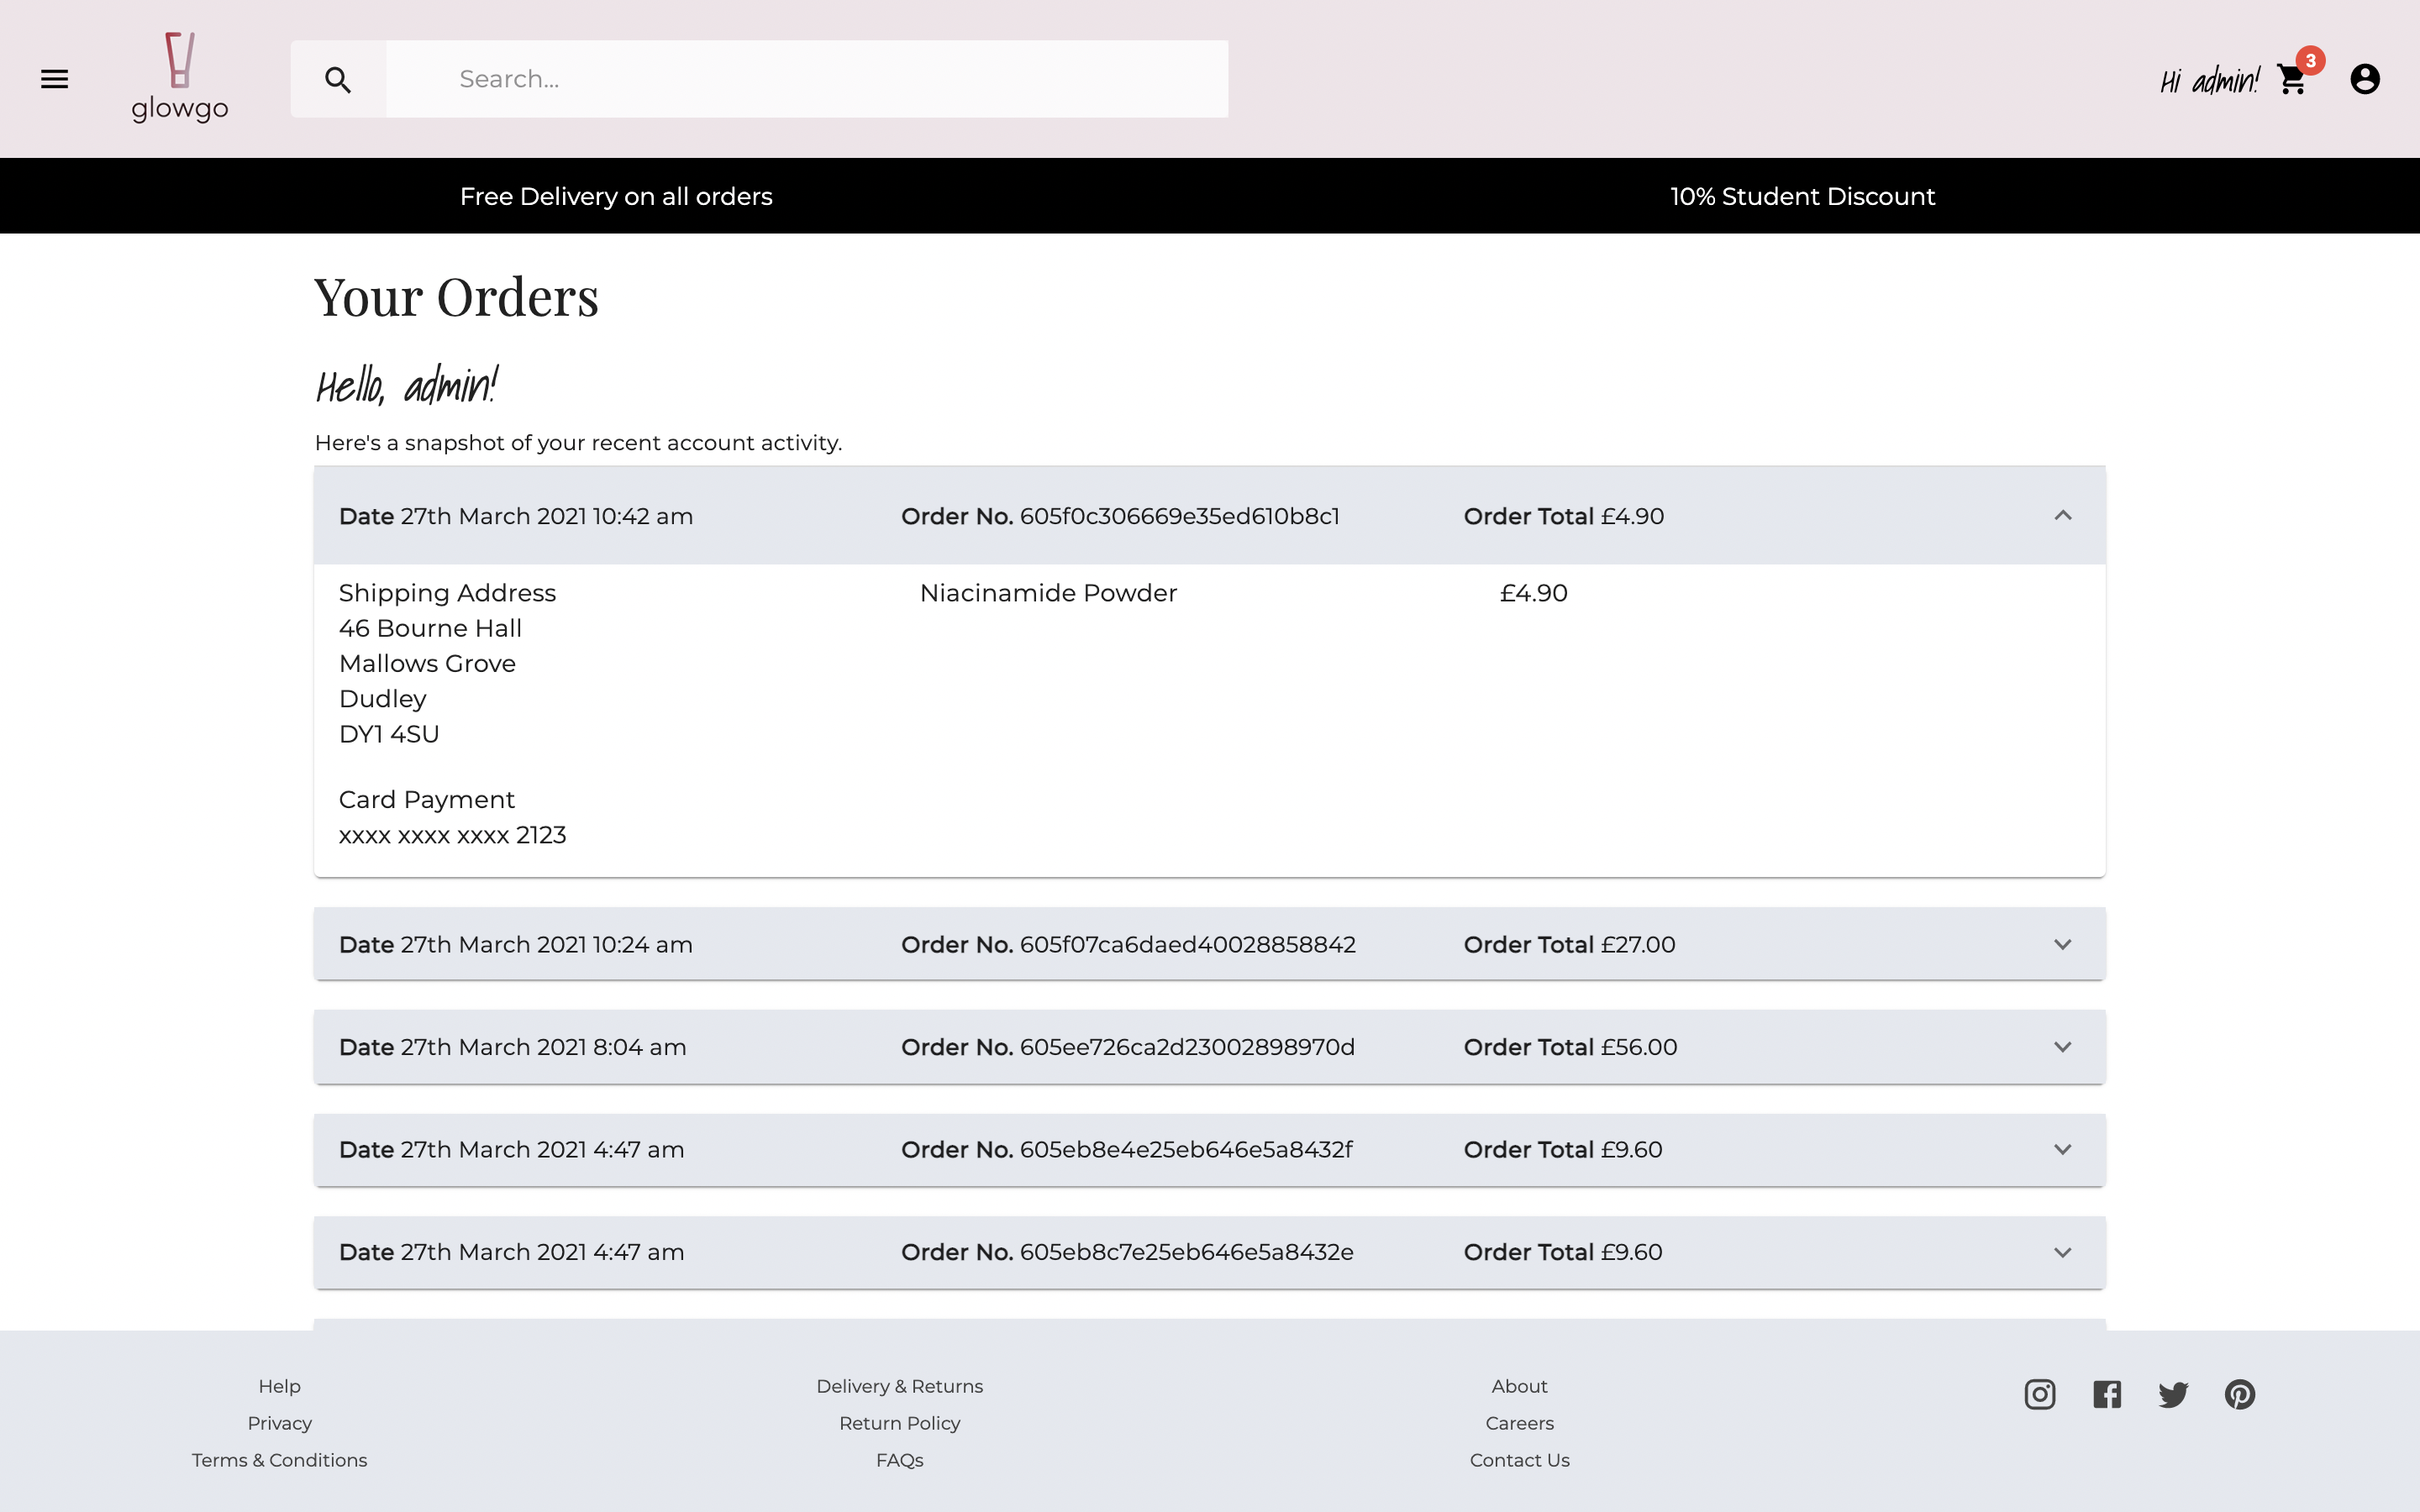 glowgo
Search...
Hi admin!
3
Free Delivery on all orders
10% Student Discount
Your Orders
Hello, admin!
Here's a snapshot of your recent account activity.
Date 27th March 2021 10:42 am Order No. 605f0c306669e35ed610b8c1 Order Total £4.90
Shipping Address
46 Bourne Hall
Mallows Grove
Dudley
DY1 4SU
Card Payment
xxxx xxxx xxxx 2123
Niacinamide Powder
£4.90
Date 27th March 2021 10:24 am Order No. 605f07ca6daed40028858842 Order Total £27.00
Date 27th March 2021 8:04 am Order No. 605ee726ca2d23002898970d Order Total £56.00
Date 27th March 2021 4:47 am Order No. 605eb8e4e25eb646e5a8432f Order Total £9.60
Date 27th March 2021 4:47 am Order No. 605eb8c7e25eb646e5a8432e Order Total £9.60
Help
Privacy
Terms & Conditions
Delivery & Returns
Return Policy
FAQs
About
Careers
Contact Us